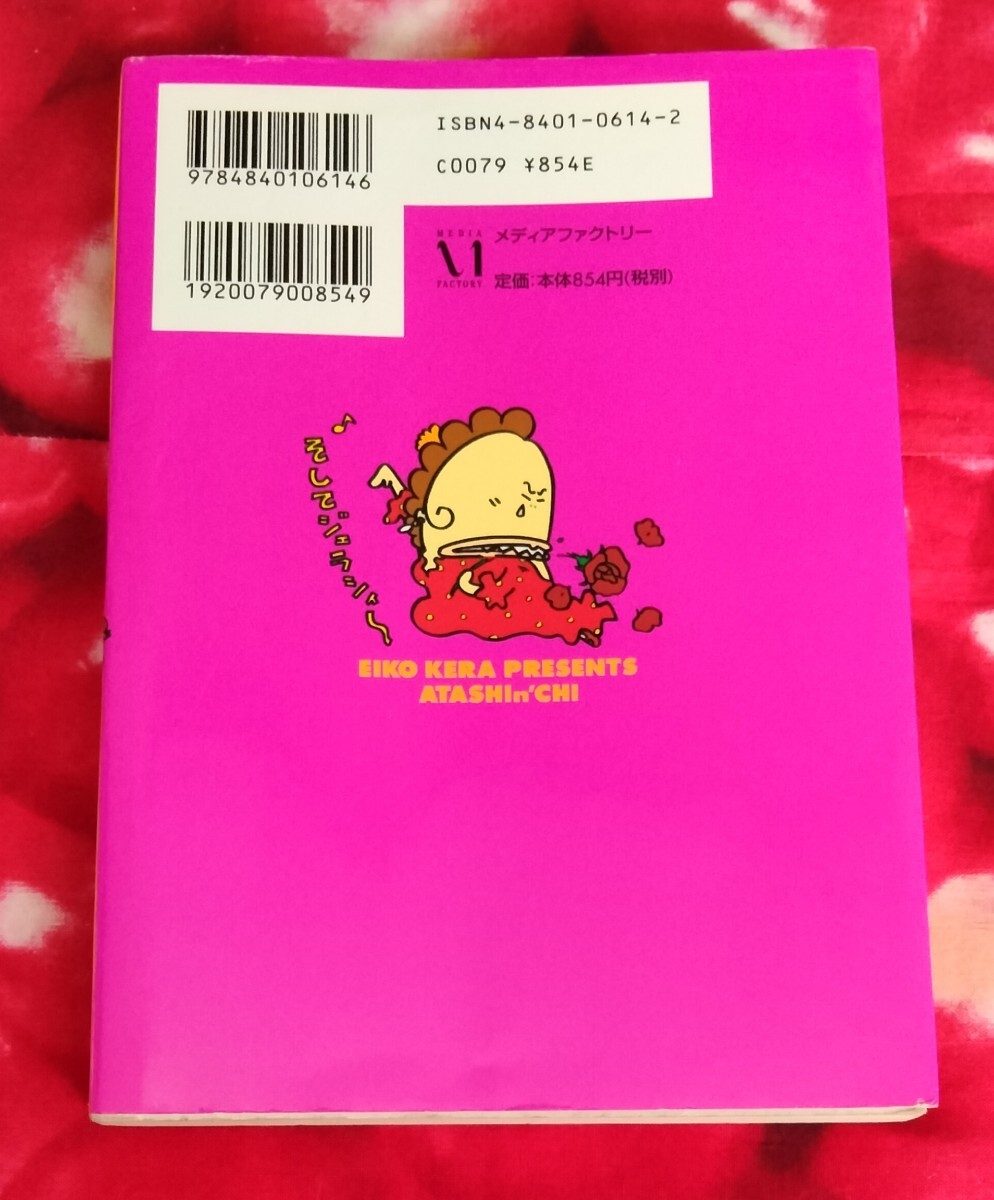 ISBN4-8401-0614-2
C0079 ¥854E
9784840106146
1920079008549
MEDIA
FACTORY
メディアファクトリー
定価:本体854円(税別)
♪そしてジェラシー
EIKO KERA PRESENTS
ATASHIn'CHI